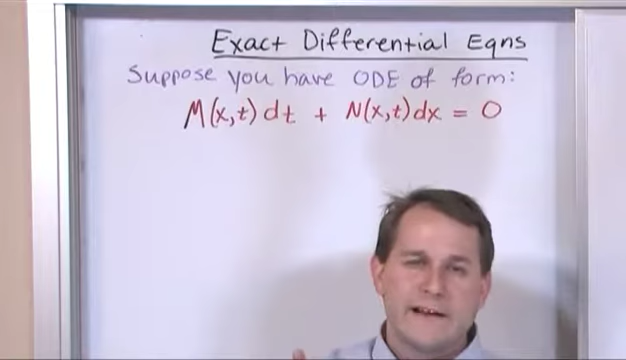 Exact Differential Eqns
Suppose you have ODE of form:
M(x,t)dt + N(x,t)dx = 0